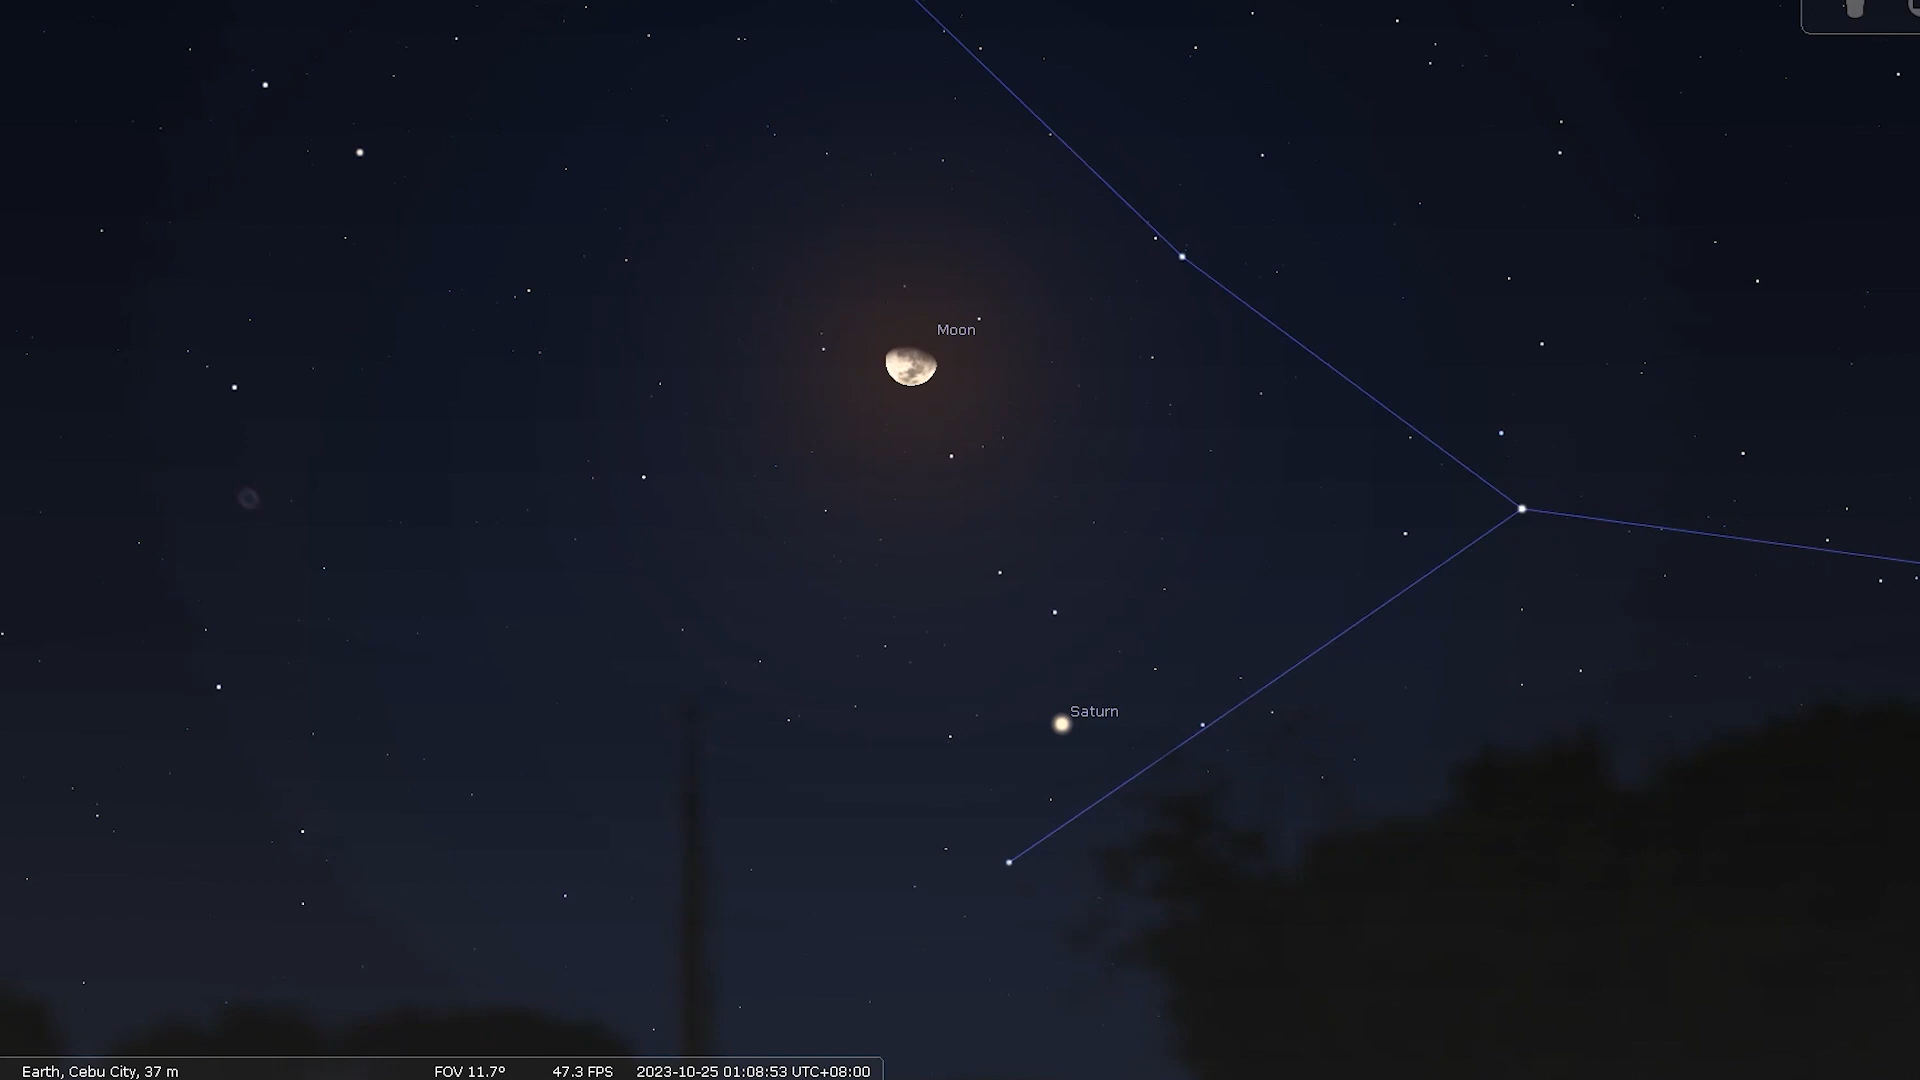 Moon
Saturn
Earth, Cebu City, 37 m FOV 11.7° 47.3 FPS 2023-10-25 01:08:53 UTC+08:00